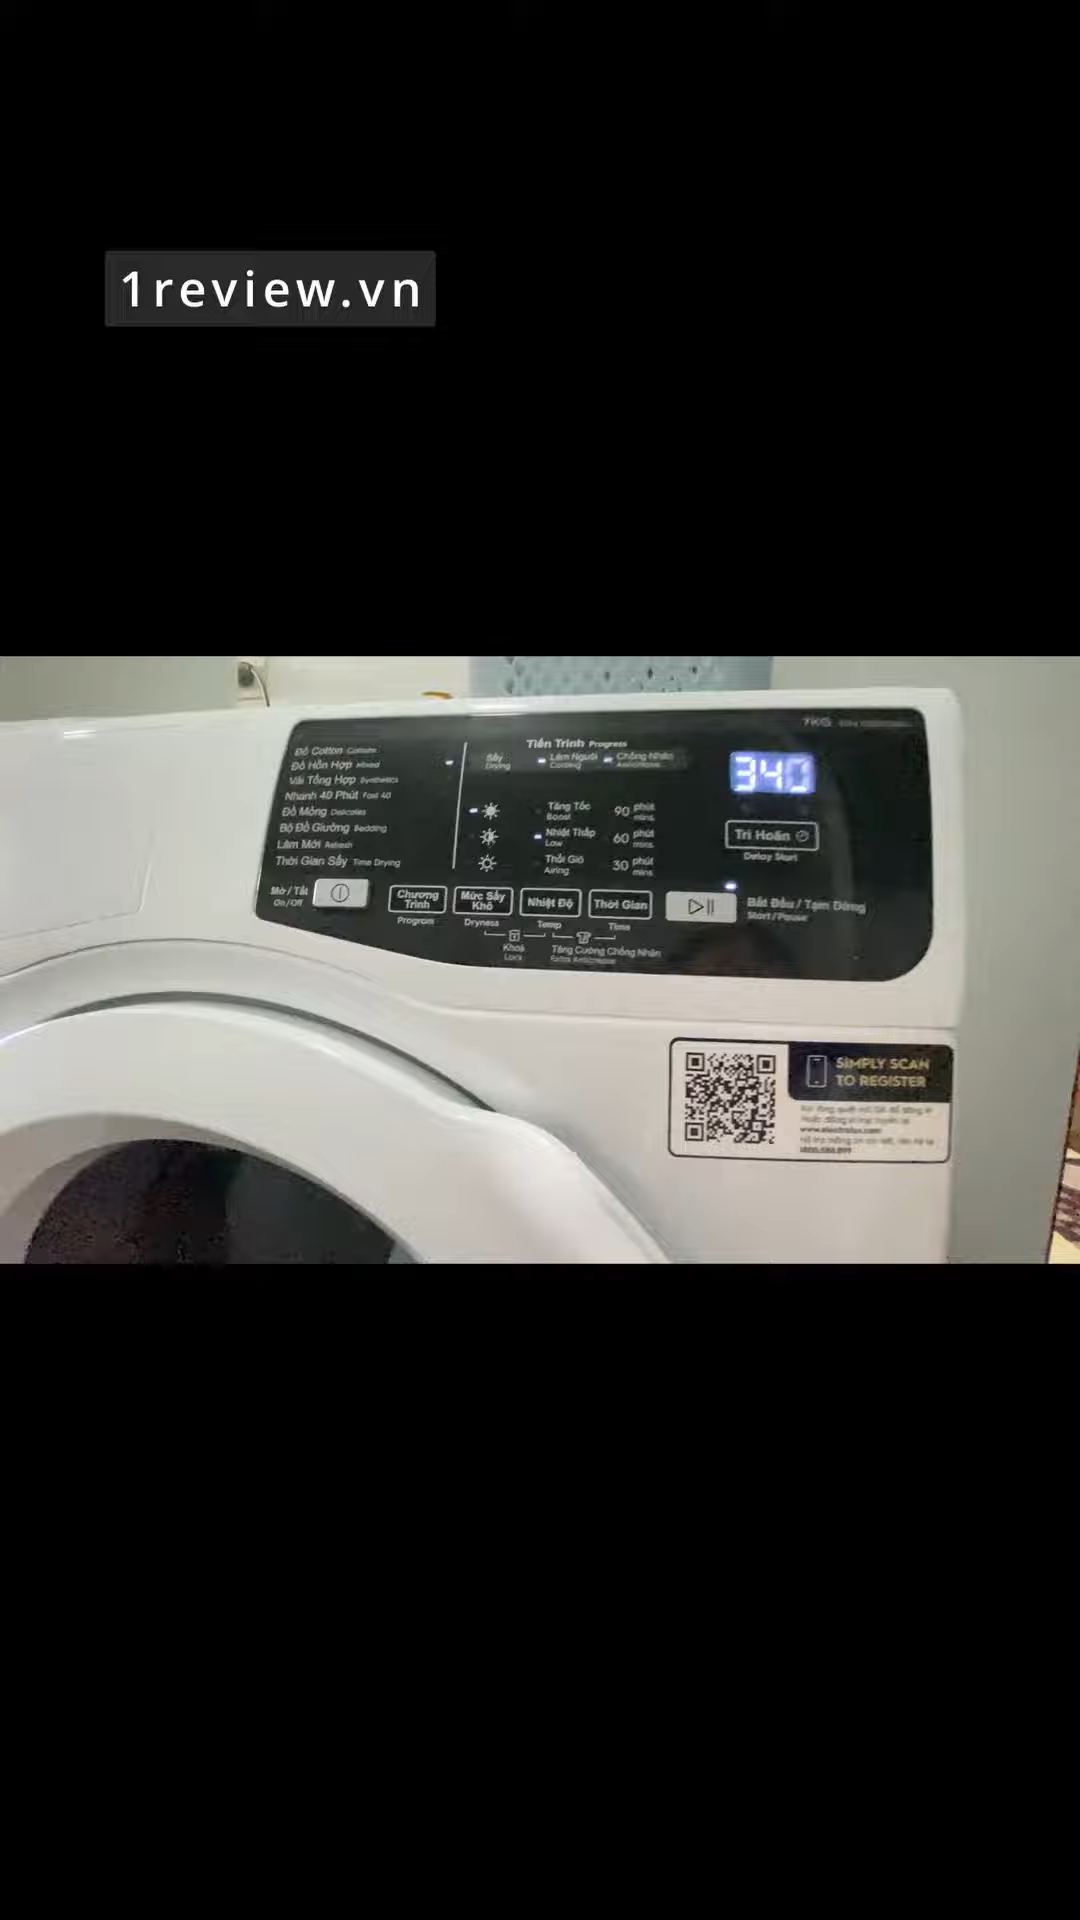 1review.vn
7KG
Tiến Trình Progress
Đồ Cotton Cottons
Đồ Hỗn Hợp Mixed
Vải Tổng Hợp Synthetics
Nhanh 40 Phút Fast 40
Đồ Mỏng Delicates
Bộ Đồ Giường Bedding
Làm Mới Refresh
Thời Gian Sấy Time Drying
Sấy
Drying
Làm Nguội
Cooling
Chống Nhăn
Anticrease
Tăng Tốc
Boost
90 phút
mins
Nhiệt Thấp
Low
60 phút
mins
Thổi Gió
Airing
30 phút
mins
Trì Hoãn
Delay Start
Mở / Tắt
On / Off
Chương
Trình
Program
Mức Sấy
Khô
Dryness
Nhiệt Độ
Temp
Thời Gian
Time
Bắt Đầu / Tạm Dừng
Start / Pause
Khoá
Lock
Tăng Cường Chống Nhăn
Extra Anticrease
SIMPLY SCAN
TO REGISTER
www.electrolux.com